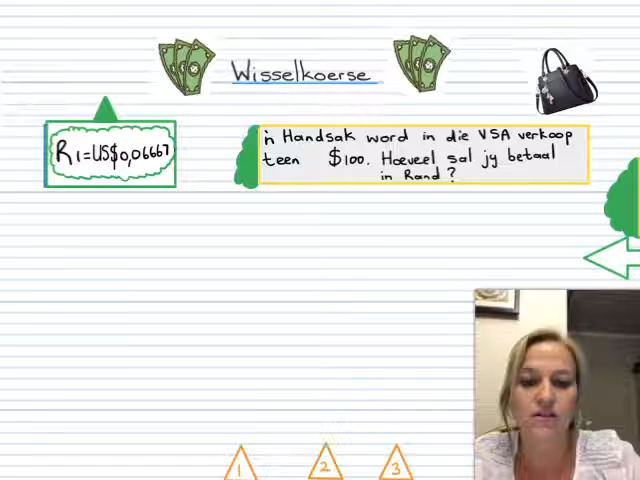 Wisselkoerse
R1=US$0,06667
'n Handsak word in die VSA verkoop
teen $100. Hoeveel sal jy betaal
in Rand?
1 2 3